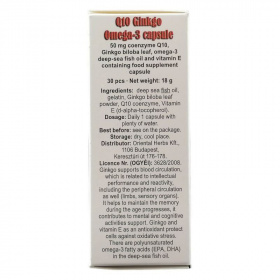 Q10 Ginkgo
Omega-3 capsule
50 mg coenzyme Q10,
Ginkgo biloba leaf, omega-3
deep-sea fish oil and vitamin E
containing food supplement
capsule
30 pcs - Net weight: 18 g
Ingredients: deep sea fish oil,
gelatin, Ginkgo biloba leaf
powder, Q10 coenzyme, Vitamin
E (d-alpha-tocopherol).
Dosage: Daily 1 capsule with
plenty of water.
Best before: see on the package.
Storage: dry, cool place.
Distributor: Oriental Herbs Kft.,
1106 Budapest,
Keresztúri út 176-178.
Licence Nr. (OGYÉI): 3628/2008.
Ginkgo supports blood circulation,
which is related to intellectual
performance and reactivity,
including the peripheral circulation
as well (limbs, sensory organs).
It helps to maintain the memory
during the age progresses, it
contributes to mental and cognitive
activities support. Ginkgo and
vitamin E as an antioxidant protect
cells against oxidative stress.
There are polyunsaturated
omega-3 fatty acids (EPA, DHA)
in the deep-sea fish oil.